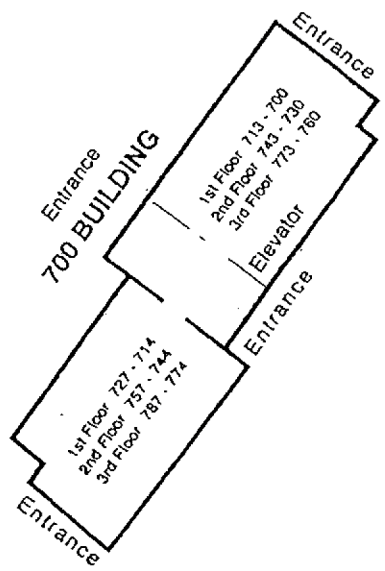 Entrance
1st Floor 713 - 700
2nd Floor 743 - 730
3rd Floor 773 - 760
Entrance
700 BUILDING
Elevator
Entrance
1st Floor 727 - 714
2nd Floor 757 - 744
3rd Floor 787 - 774
Entrance